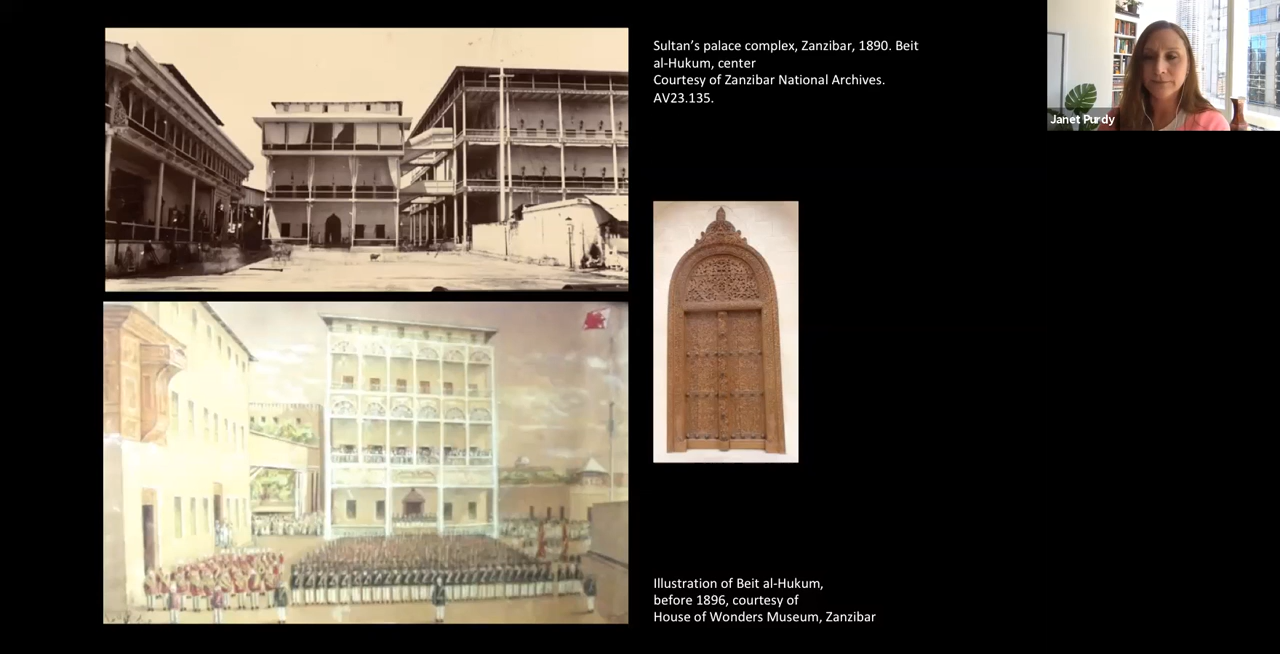 Sultan’s palace complex, Zanzibar, 1890. Beit
al-Hukum, center
Courtesy of Zanzibar National Archives.
AV23.135.
Janet Purdy
Illustration of Beit al-Hukum,
before 1896, courtesy of
House of Wonders Museum, Zanzibar